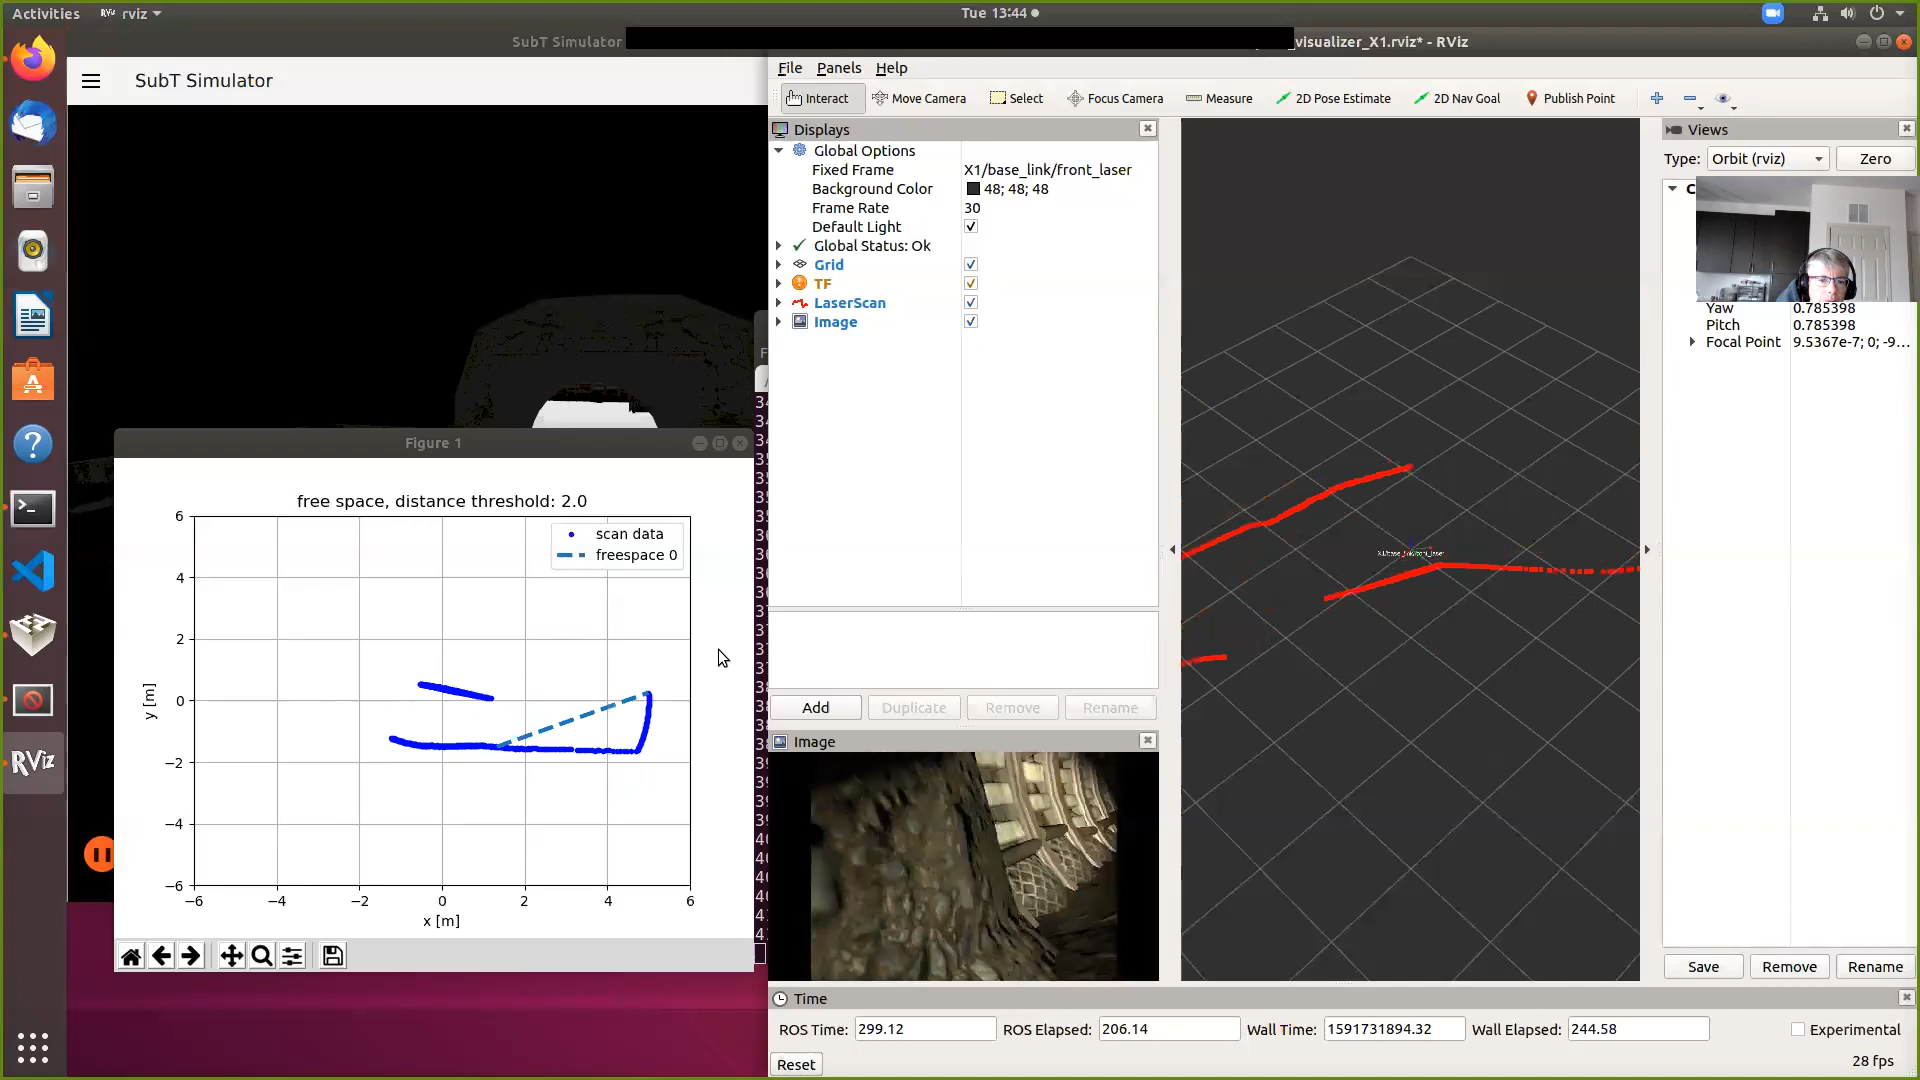 Activities
rviz
Tue 13:44
SubT Simulator
_visualizer_X1.rviz* - RViz
SubT Simulator
File Panels Help
Interact Move Camera Select Focus Camera Measure 2D Pose Estimate 2D Nav Goal Publish Point
Displays
Global Options
Fixed Frame X1/base_link/front_laser
Background Color 48; 48; 48
Frame Rate 30
Default Light
Global Status: Ok
Grid
TF
LaserScan
Image
Add Duplicate Remove Rename
Image
Views
Type: Orbit (rviz) Zero
Yaw 0.785398
Pitch 0.785398
Focal Point 9.5367e-7; 0; -9...
Save Remove Rename
Figure 1
free space, distance threshold: 2.0
scan data
freespace 0
6
4
2
0
−2
−4
−6
y [m]
−6 −4 −2 0 2 4 6
x [m]
RViz
Time
ROS Time: 299.12 ROS Elapsed: 206.14 Wall Time: 1591731894.32 Wall Elapsed: 244.58 Experimental
Reset
28 fps